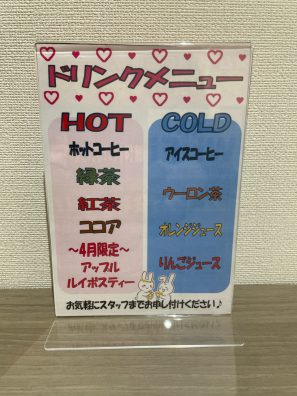 ドリンクメニュー
HOT
ホットコーヒー
緑茶
紅茶
ココア
～4月限定～
アップル
ルイボスティー
COLD
アイスコーヒー
ウーロン茶
オレンジジュース
りんごジュース
お気軽にスタッフまでお申し付けください♪